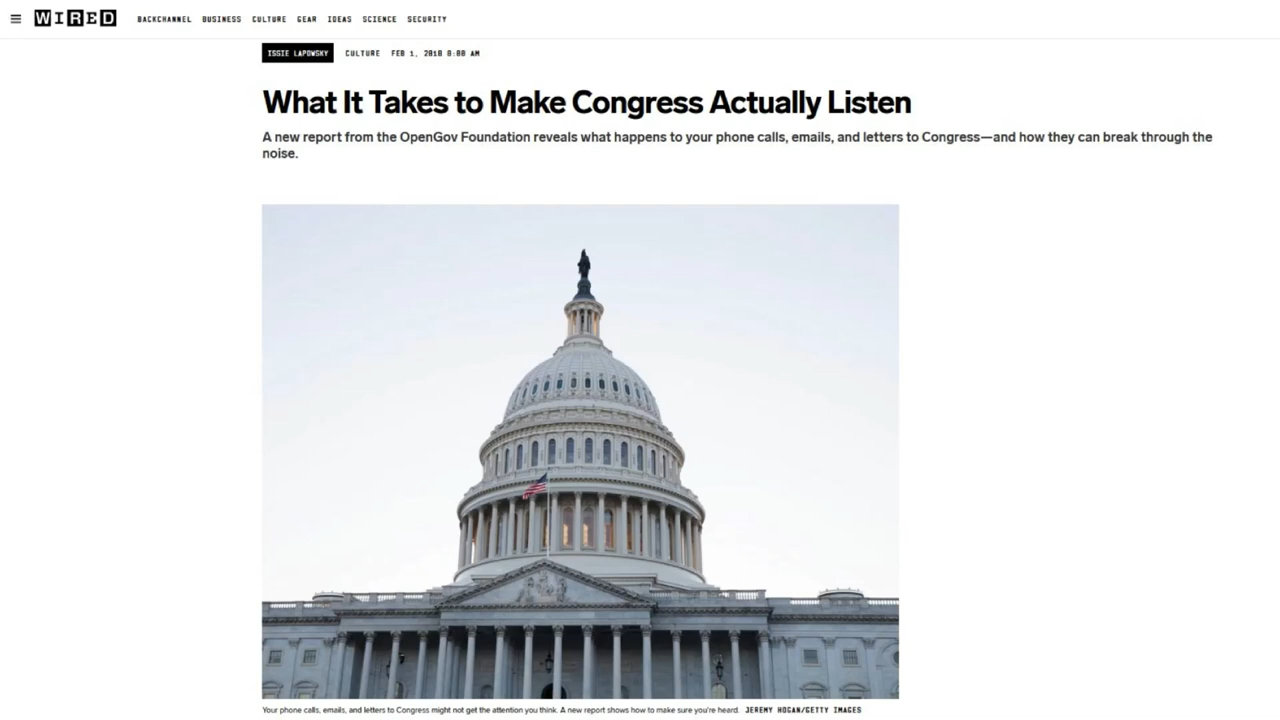 WIRED BACKCHANNEL BUSINESS CULTURE GEAR IDEAS SCIENCE SECURITY
ISSIE LAPOWSKY CULTURE FEB 1, 2018 8:00 AM
What It Takes to Make Congress Actually Listen
A new report from the OpenGov Foundation reveals what happens to your phone calls, emails, and letters to Congress—and how they can break through the
noise.
Your phone calls, emails, and letters to Congress might not get the attention you think. A new report shows how to make sure you're heard. JEREMY HOGAN/GETTY IMAGES